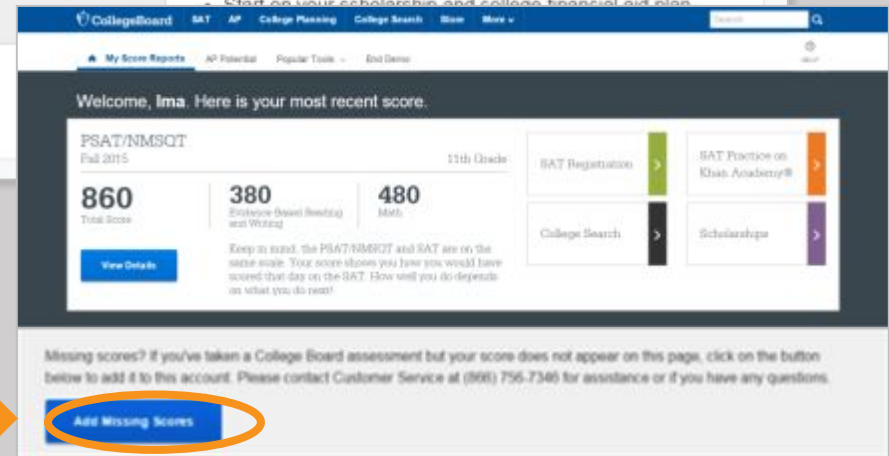 Start on your scholarship and college financial aid plan
CollegeBoard SAT AP College Planning College Search Store More
Search
My Score Reports AP Potential Popular Tools End Demo
HELP
Welcome, Ima. Here is your most recent score.
PSAT/NMSQT
Fall 2015 11th Grade
860
Total Score
380
Evidence-Based Reading
and Writing
480
Math
View Details
Keep in mind, the PSAT/NMSQT and SAT are on the
same scale. Your score shows you how you would have
scored that day on the SAT. How well you do depends
on what you do next!
SAT Registration
SAT Practice on
Khan Academy®
College Search
Scholarships
Missing scores? If you've taken a College Board assessment but your score does not appear on this page, click on the button
below to add it to this account. Please contact Customer Service at (866) 756-7346 for assistance or if you have any questions.
Add Missing Scores